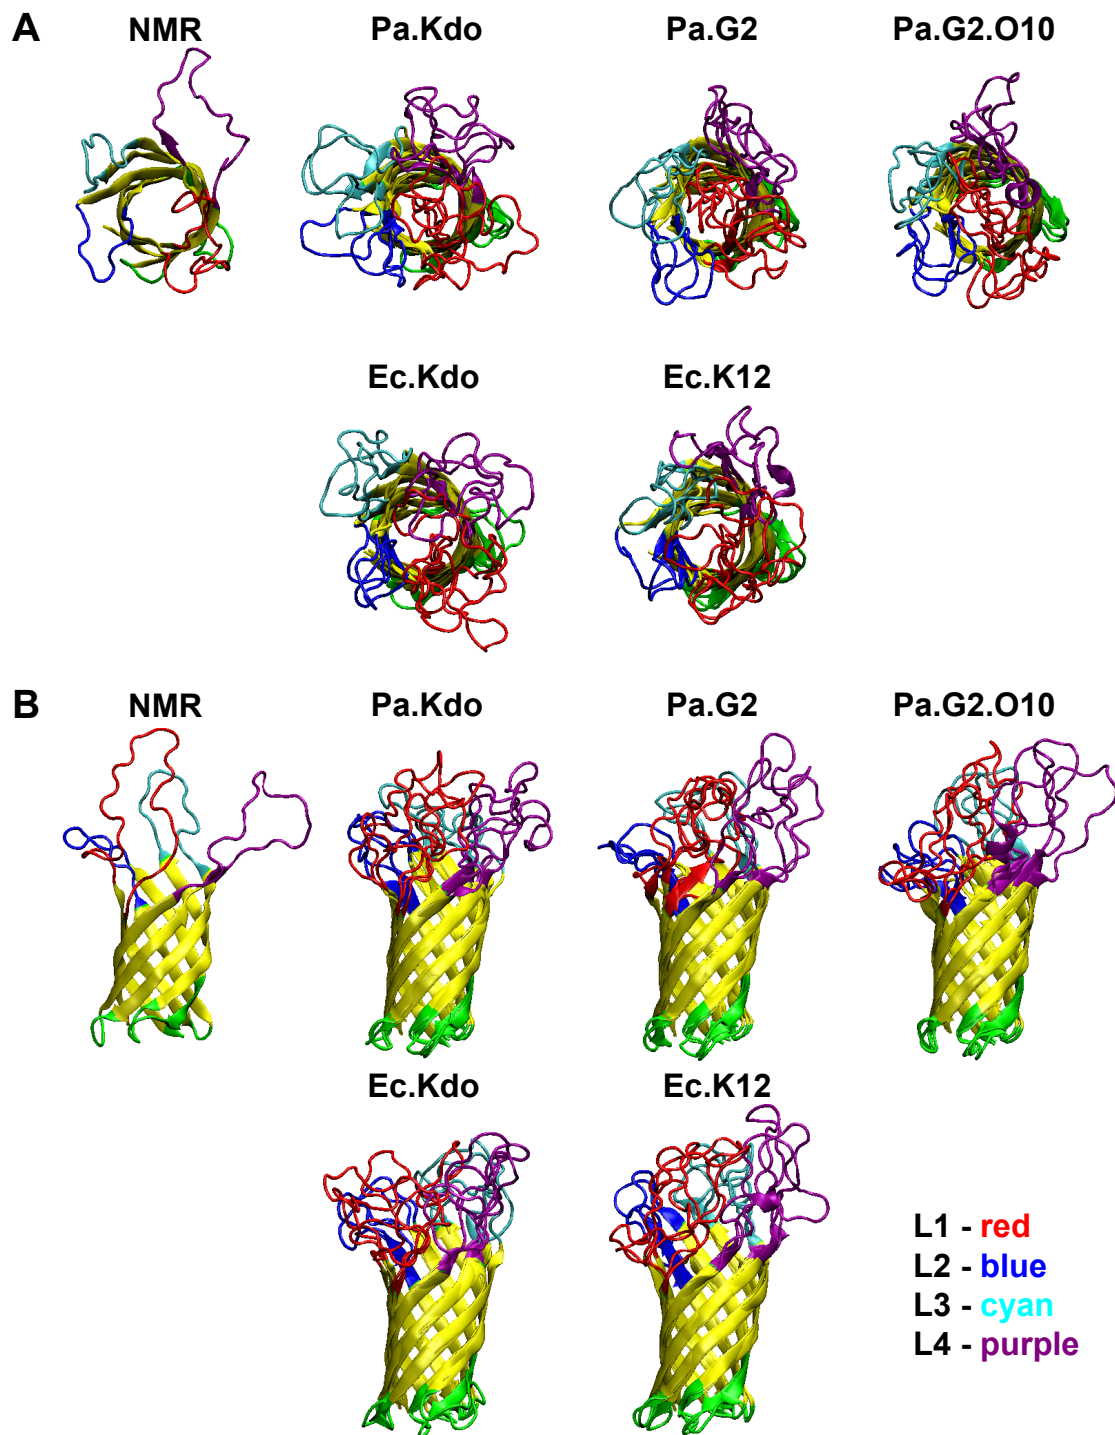 A
NMR Pa.Kdo Pa.G2 Pa.G2.O10
Ec.Kdo Ec.K12
B
NMR Pa.Kdo Pa.G2 Pa.G2.O10
Ec.Kdo Ec.K12
L1 - red
L2 - blue
L3 - cyan
L4 - purple